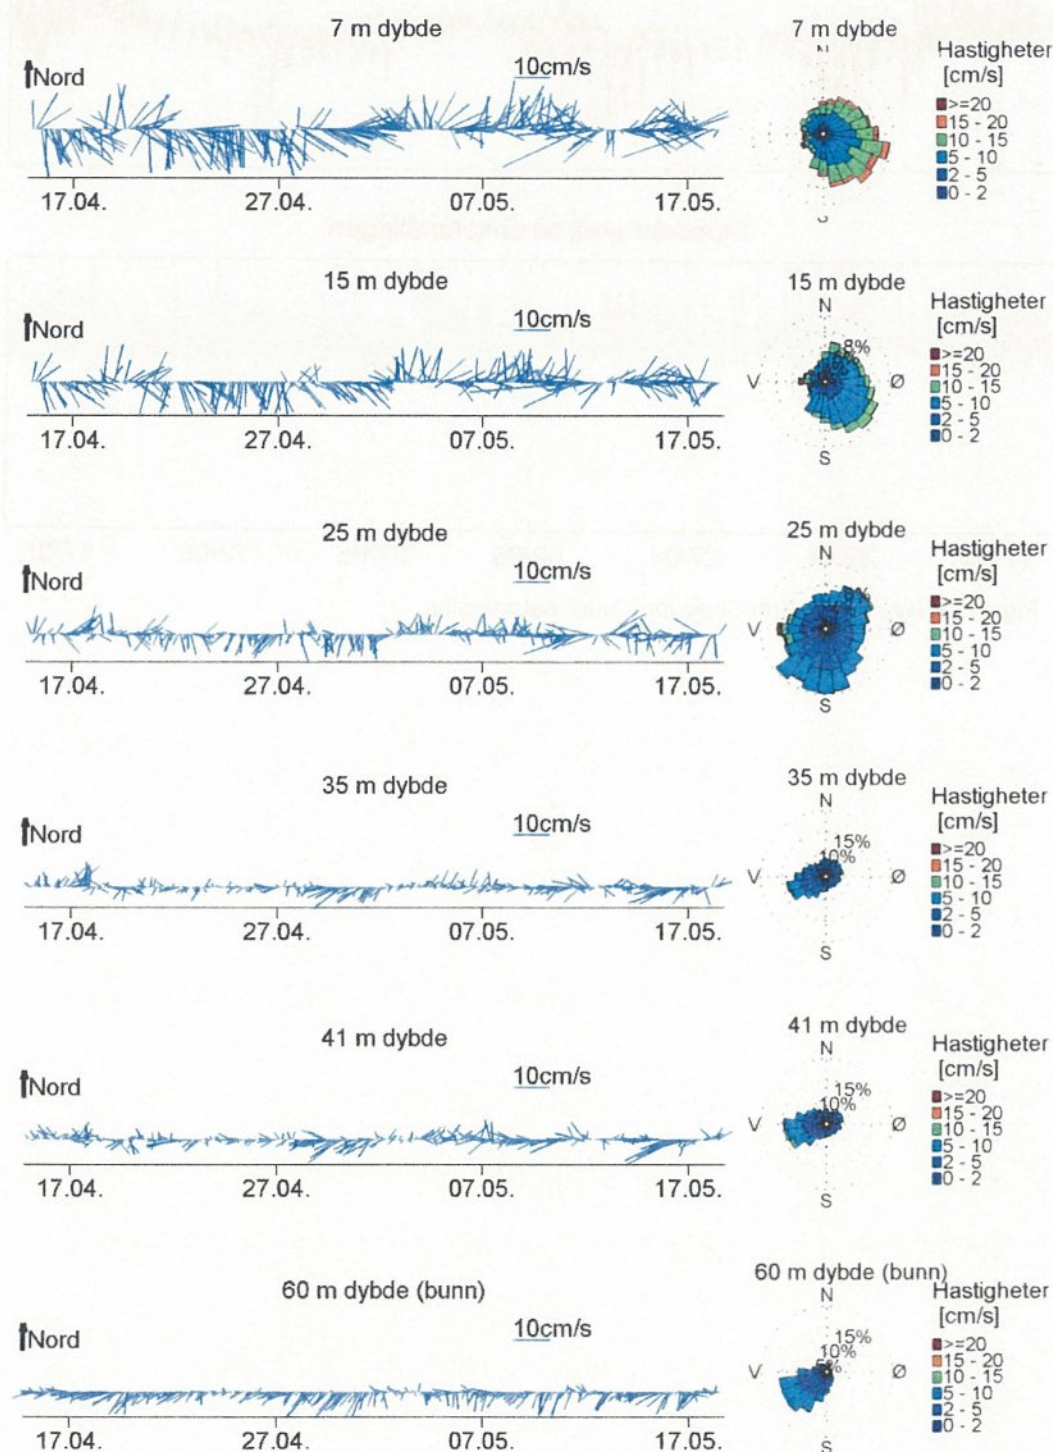 7 m dybde
Nord
10cm/s
17.04. 27.04. 07.05. 17.05.
7 m dybde
Hastigheter
[cm/s]
>=20
15 - 20
10 - 15
5 - 10
2 - 5
0 - 2
15 m dybde
Nord
10cm/s
17.04. 27.04. 07.05. 17.05.
15 m dybde
N
8%
V Ø
S
Hastigheter
[cm/s]
>=20
15 - 20
10 - 15
5 - 10
2 - 5
0 - 2
25 m dybde
Nord
10cm/s
17.04. 27.04. 07.05. 17.05.
25 m dybde
N
V Ø
S
Hastigheter
[cm/s]
>=20
15 - 20
10 - 15
5 - 10
2 - 5
0 - 2
35 m dybde
Nord
10cm/s
17.04. 27.04. 07.05. 17.05.
35 m dybde
N
15%
10%
V Ø
S
Hastigheter
[cm/s]
>=20
15 - 20
10 - 15
5 - 10
2 - 5
0 - 2
41 m dybde
Nord
10cm/s
17.04. 27.04. 07.05. 17.05.
41 m dybde
N
15%
10%
V Ø
S
Hastigheter
[cm/s]
>=20
15 - 20
10 - 15
5 - 10
2 - 5
0 - 2
60 m dybde (bunn)
Nord
10cm/s
17.04. 27.04. 07.05. 17.05.
60 m dybde (bunn)
N
15%
10%
5%
V Ø
S
Hastigheter
[cm/s]
>=20
15 - 20
10 - 15
5 - 10
2 - 5
0 - 2